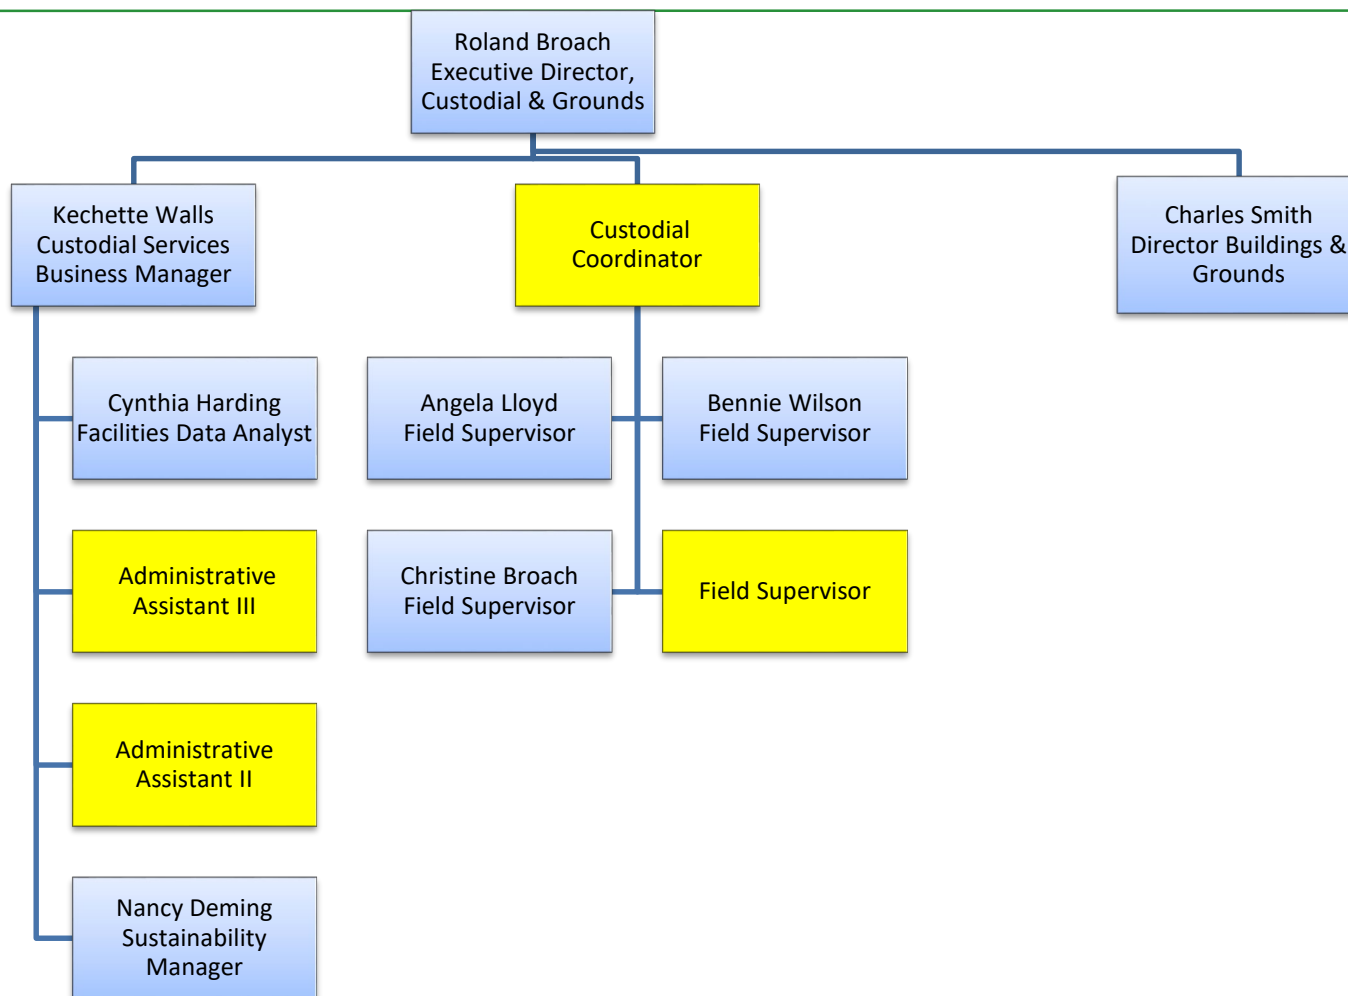 Roland Broach
Executive Director,
Custodial & Grounds
Kechette Walls
Custodial Services
Business Manager
Custodial
Coordinator
Charles Smith
Director Buildings &
Grounds
Cynthia Harding
Facilities Data Analyst
Angela Lloyd
Field Supervisor
Bennie Wilson
Field Supervisor
Administrative
Assistant III
Christine Broach
Field Supervisor
Field Supervisor
Administrative
Assistant II
Nancy Deming
Sustainability
Manager